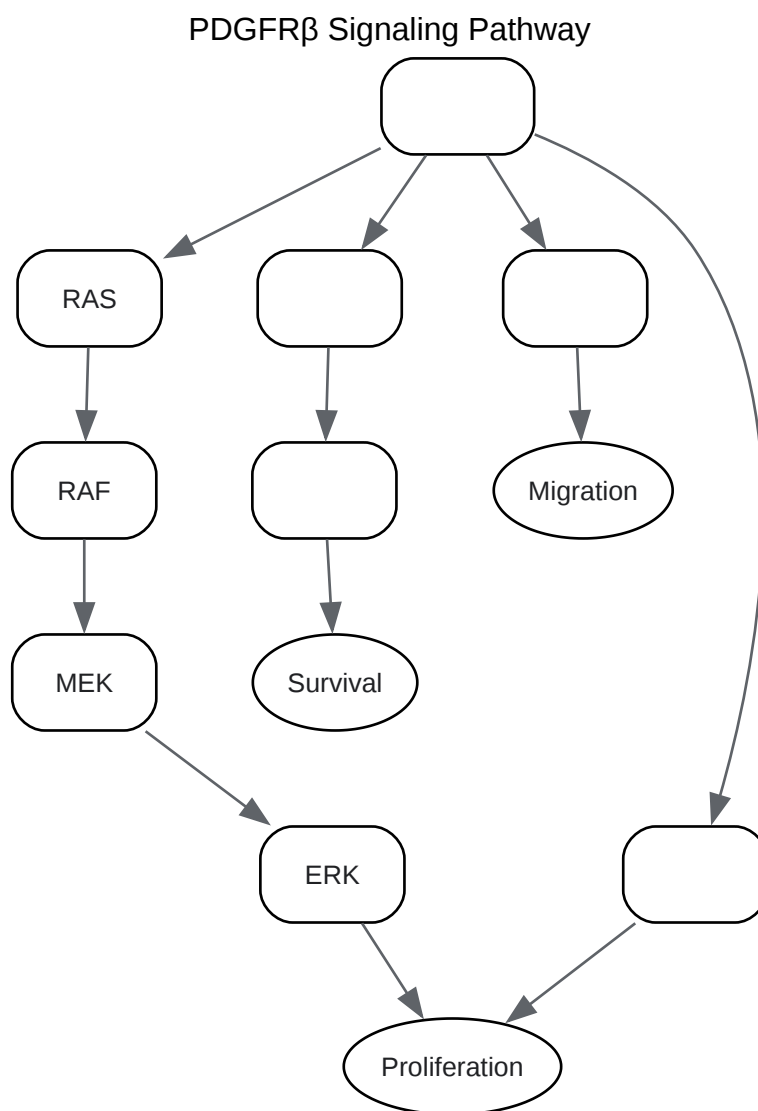 PDGFRβ Signaling Pathway
RAS
RAF
Migration
MEK
Survival
ERK
Proliferation